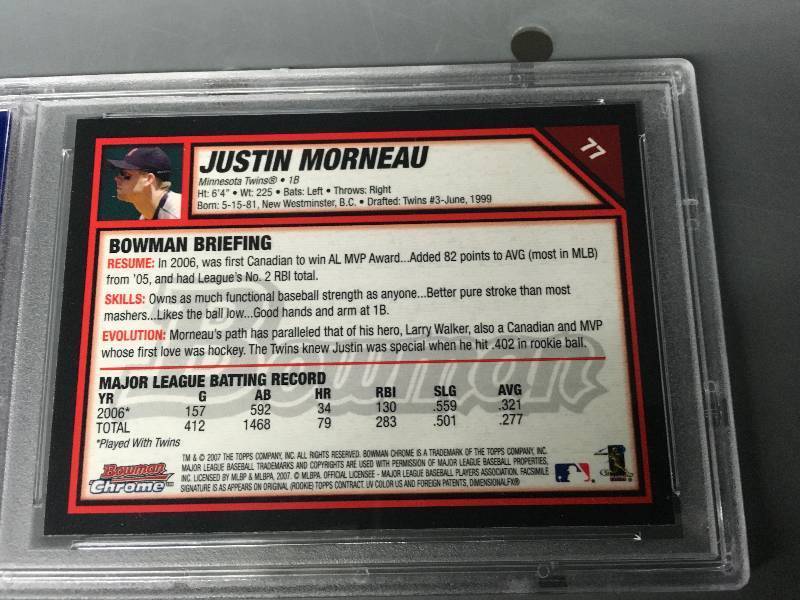 77
JUSTIN MORNEAU
Minnesota Twins® • 1B
Ht: 6'4" • Wt: 225 • Bats: Left • Throws: Right
Born: 5-15-81, New Westminster, B.C. • Drafted: Twins #3-June, 1999
BOWMAN BRIEFING
RESUME: In 2006, was first Canadian to win AL MVP Award...Added 82 points to AVG (most in MLB)
from '05, and had League's No. 2 RBI total.
SKILLS: Owns as much functional baseball strength as anyone...Better pure stroke than most
mashers...Likes the ball low...Good hands and arm at 1B.
EVOLUTION: Morneau's path has paralleled that of his hero, Larry Walker, also a Canadian and MVP
whose first love was hockey. The Twins knew Justin was special when he hit .402 in rookie ball.
Bowman
MAJOR LEAGUE BATTING RECORD
YR G AB HR RBI SLG AVG
2006* 157 592 34 130 .559 .321
TOTAL 412 1468 79 283 .501 .277
*Played With Twins
TM & © 2007 THE TOPPS COMPANY, INC. ALL RIGHTS RESERVED. BOWMAN CHROME IS A TRADEMARK OF THE TOPPS COMPANY, INC.
MAJOR LEAGUE BASEBALL TRADEMARKS AND COPYRIGHTS ARE USED WITH PERMISSION OF MAJOR LEAGUE BASEBALL PROPERTIES,
INC. LICENSED BY MLBP & MLBPA, 2007. © MLBPA. OFFICIAL LICENSEE - MAJOR LEAGUE BASEBALL PLAYERS ASSOCIATION. FACSIMILE
SIGNATURE IS AS APPEARS ON ORIGINAL (ROOKIE) TOPPS CONTRACT. UV COLOR US AND FOREIGN PATENTS, DIMENSIONALFX®.
Bowman
Chrome™